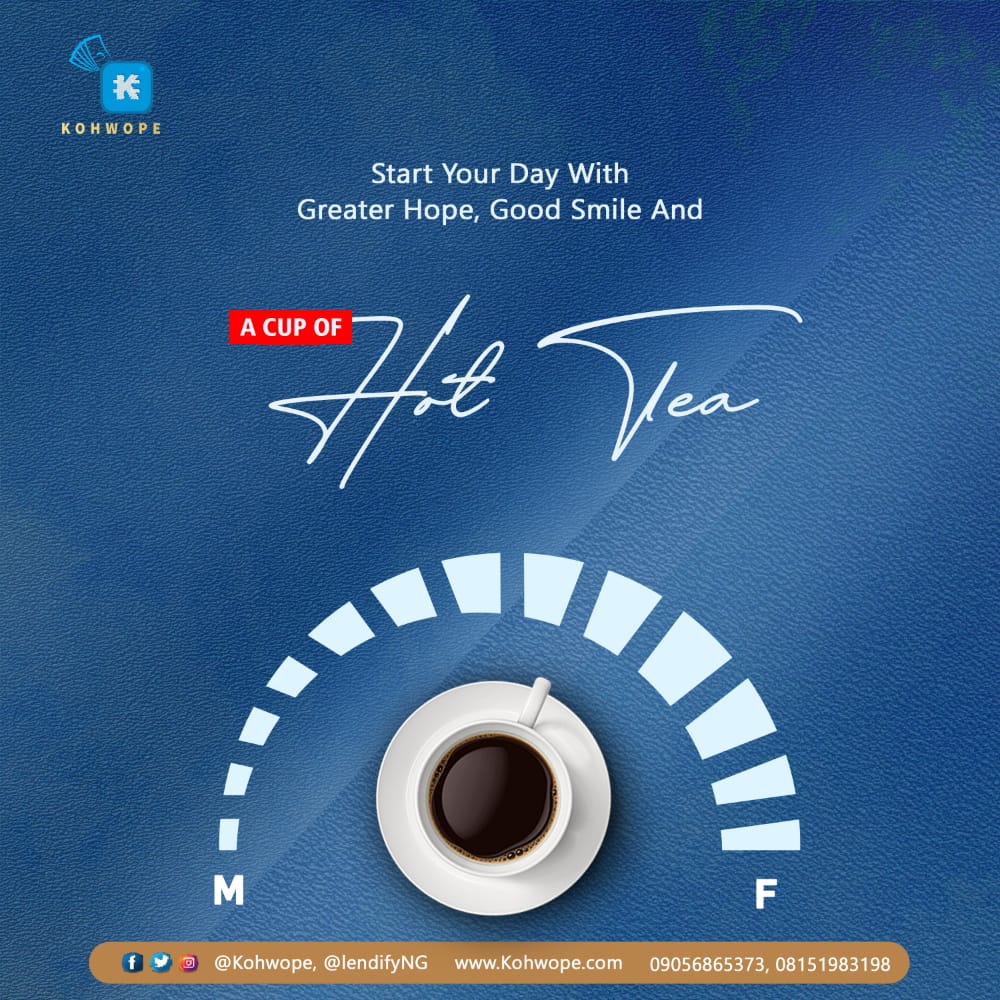 KOHWOPE
Start Your Day With
Greater Hope, Good Smile And
A CUP OF
Hot Tea
M F
@Kohwope, @lendifyNG www.Kohwope.com 09056865373, 08151983198